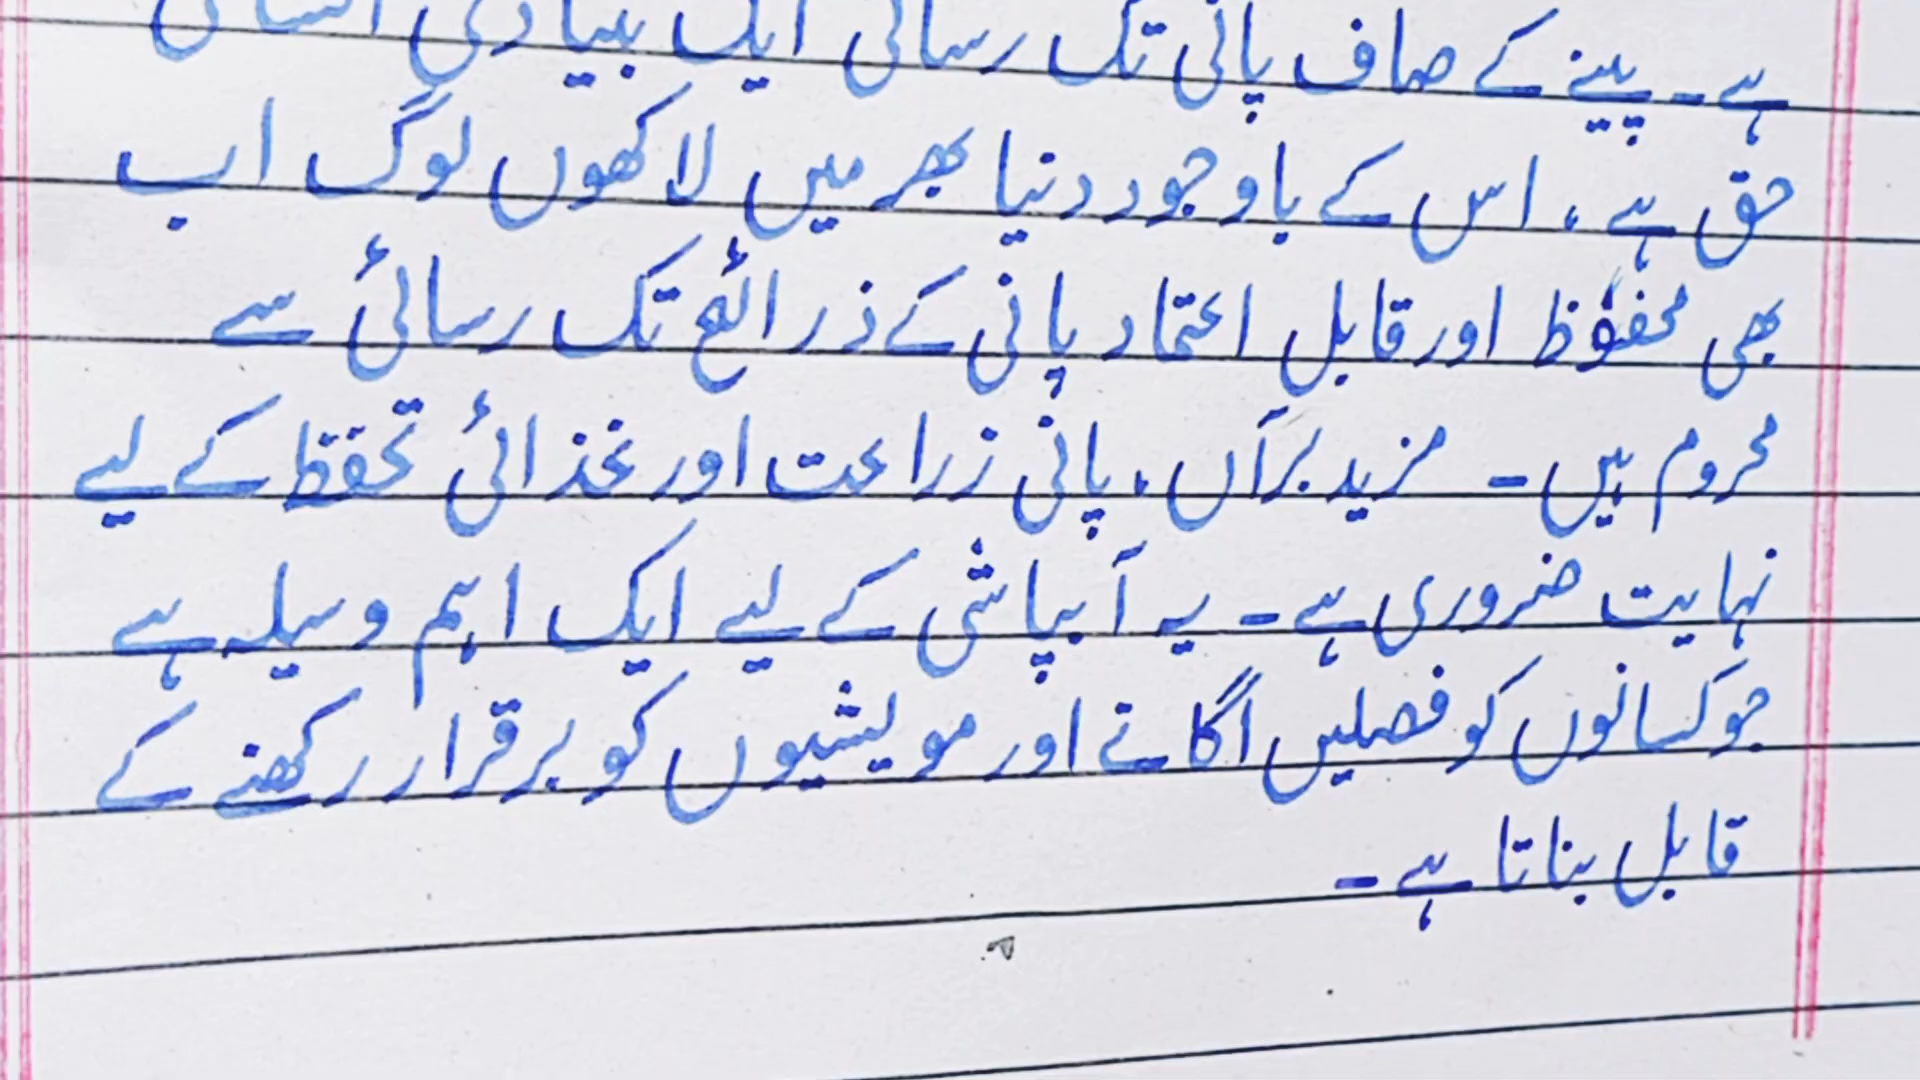 ہے۔ پینے کے صاف پانی تک رسائی ایک بنیادی انسانی
حق ہے، اس کے باوجود دنیا بھر میں لاکھوں لوگ اب
بھی محفوظ اور قابل اعتماد پانی کے ذرائع تک رسائی سے
محروم ہیں۔ مزید برآں، پانی زراعت اور غذائی تحفظ کے لیے
نہایت ضروری ہے۔ یہ آبپاشی کے لیے ایک اہم وسیلہ ہے
جو کسانوں کو فصلیں اگانے اور مویشیوں کو برقرار رکھنے کے
قابل بناتا ہے۔